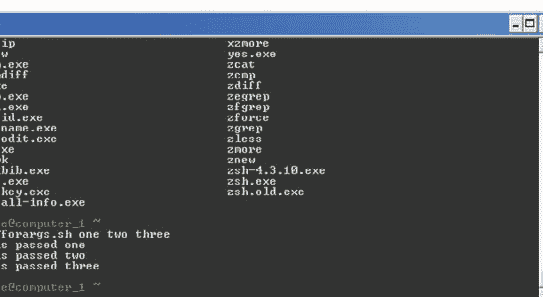 ip xzmore
w yes.exe
.exe zcat
diff zcmp
e zdiff
.exe zegrep
.exe zfgrep
id.exe zforce
name.exe zgrep
odit.exe zless
xe zmore
k znew
bib.exe zsh-4.3.10.exe
.exe zsh.exe
key.exe zsh.old.exe
all-info.exe
e@computer_1 ~
forargs.sh one two three
s passed one
s passed two
s passed three
e@computer_1 ~